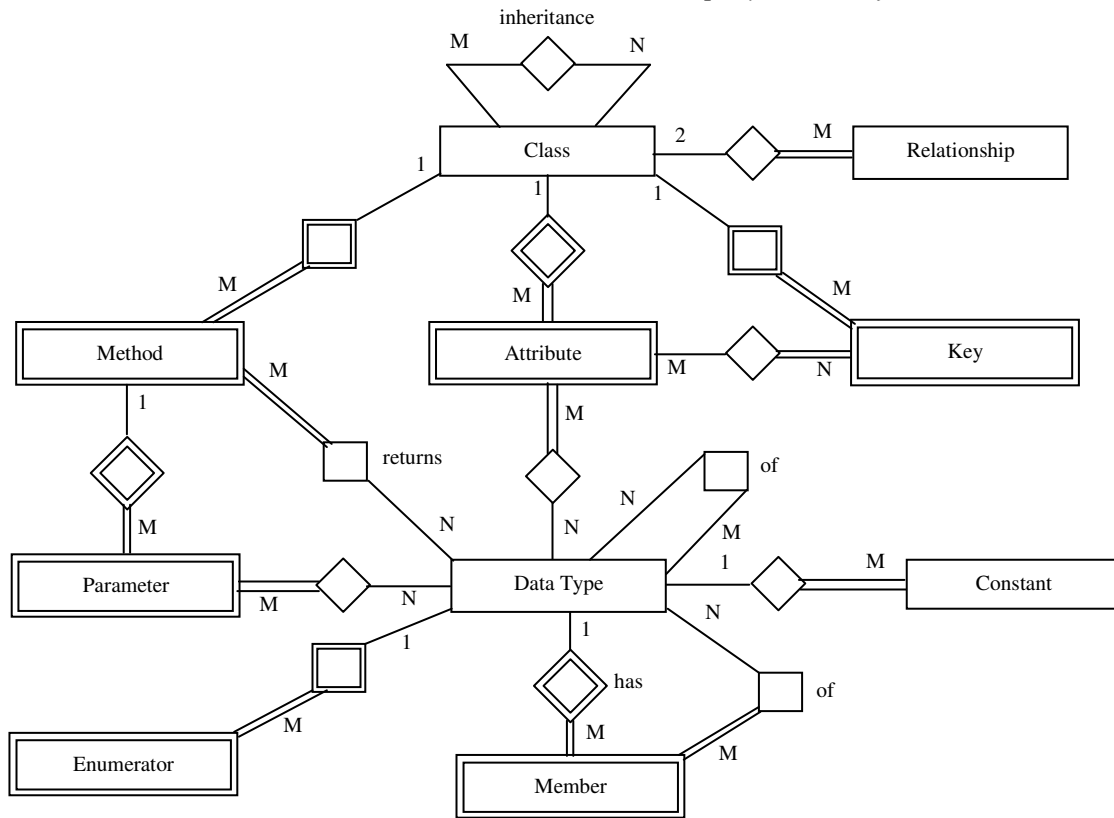 inheritance
M
N
Class
2
M
Relationship
1
1
1
M
M
M
Method
Attribute
Key
M
M
N
1
M
returns
of
N
M
M
N
N
M
1
M
Parameter
Data Type
Constant
M
N
N
1
1
has
of
M
M
M
Enumerator
Member